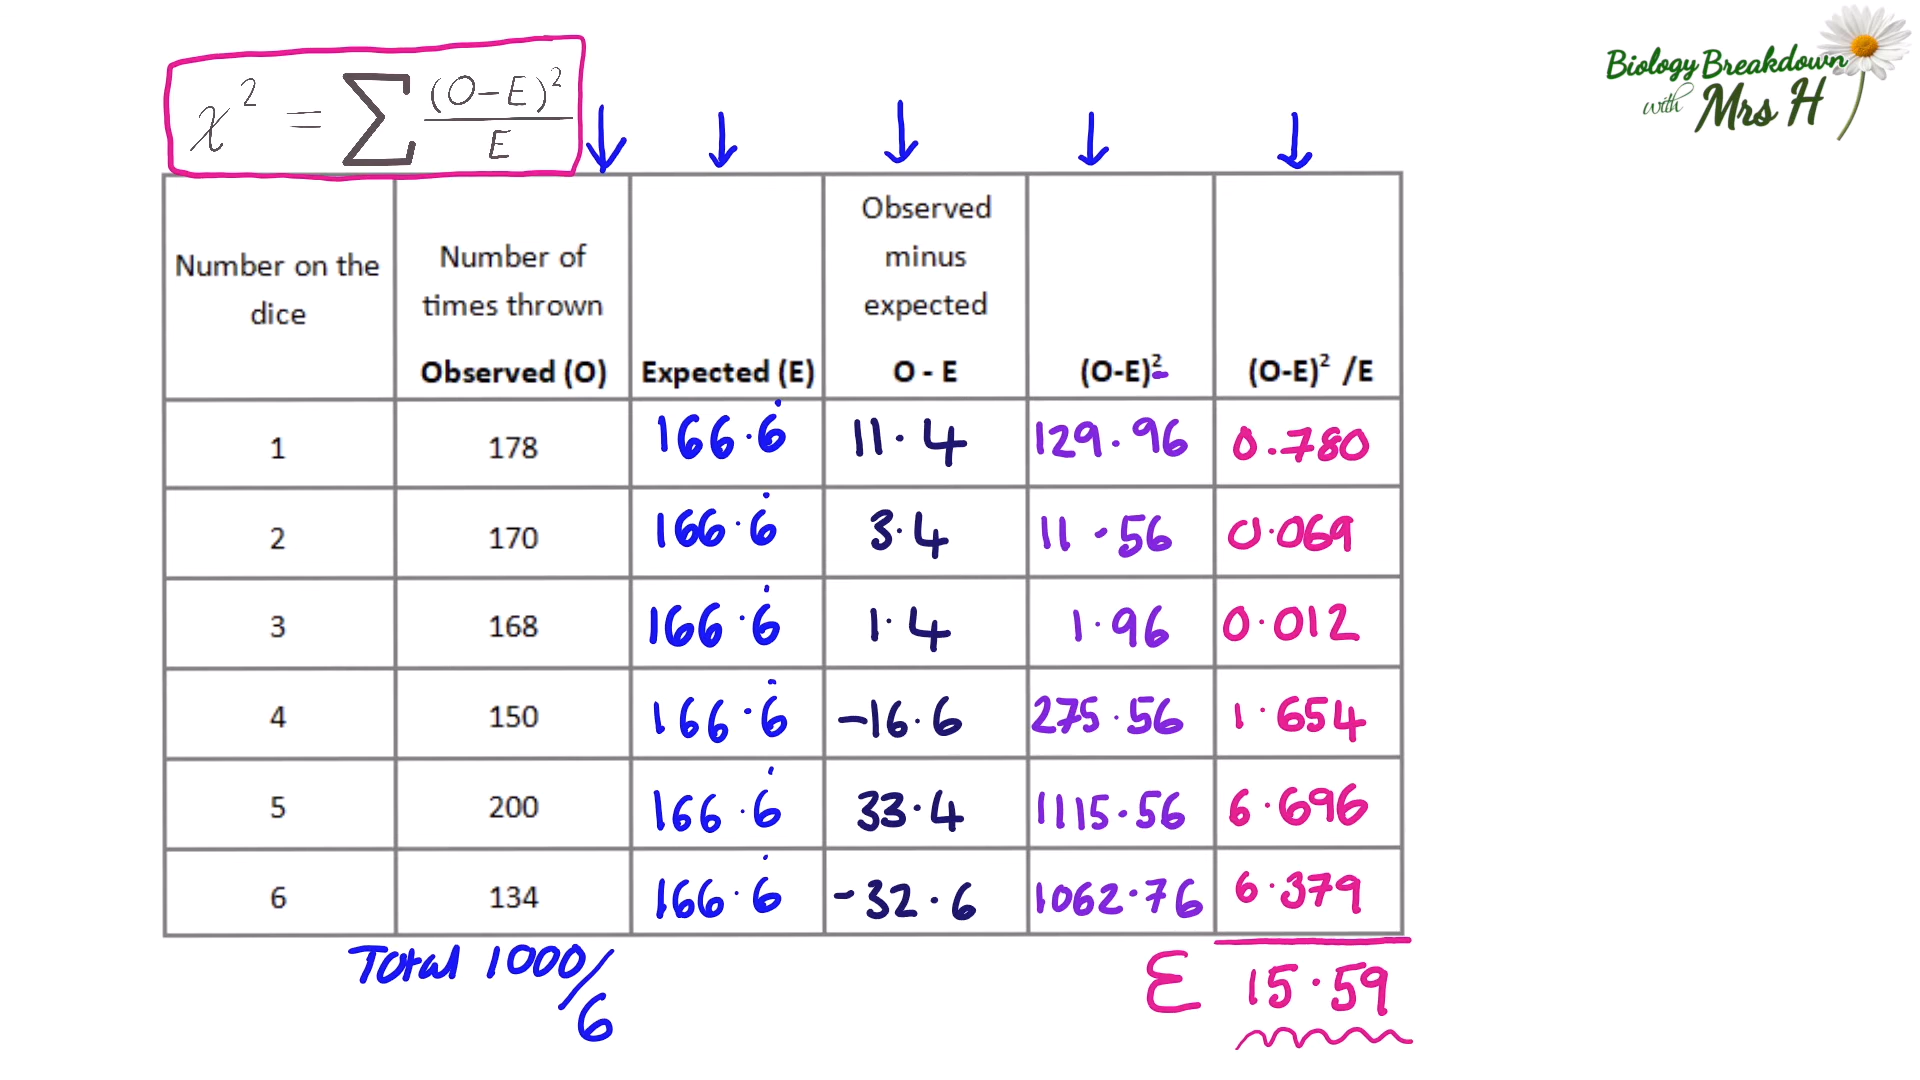 χ² = ∑ (O-E)² / E
Biology Breakdown
with Mrs H
Number on the dice
Number of times thrown Observed (O)
Expected (E)
Observed minus expected O - E
(O-E)²
(O-E)² /E
1 178 166.6̇ 11.4 129.96 0.780
2 170 166.6̇ 3.4 11.56 0.069
3 168 166.6̇ 1.4 1.96 0.012
4 150 166.6̇ -16.6 275.56 1.654
5 200 166.6̇ 33.4 1115.56 6.696
6 134 166.6̇ -32.6 1062.76 6.379
Total 1000/6
Σ 15.59